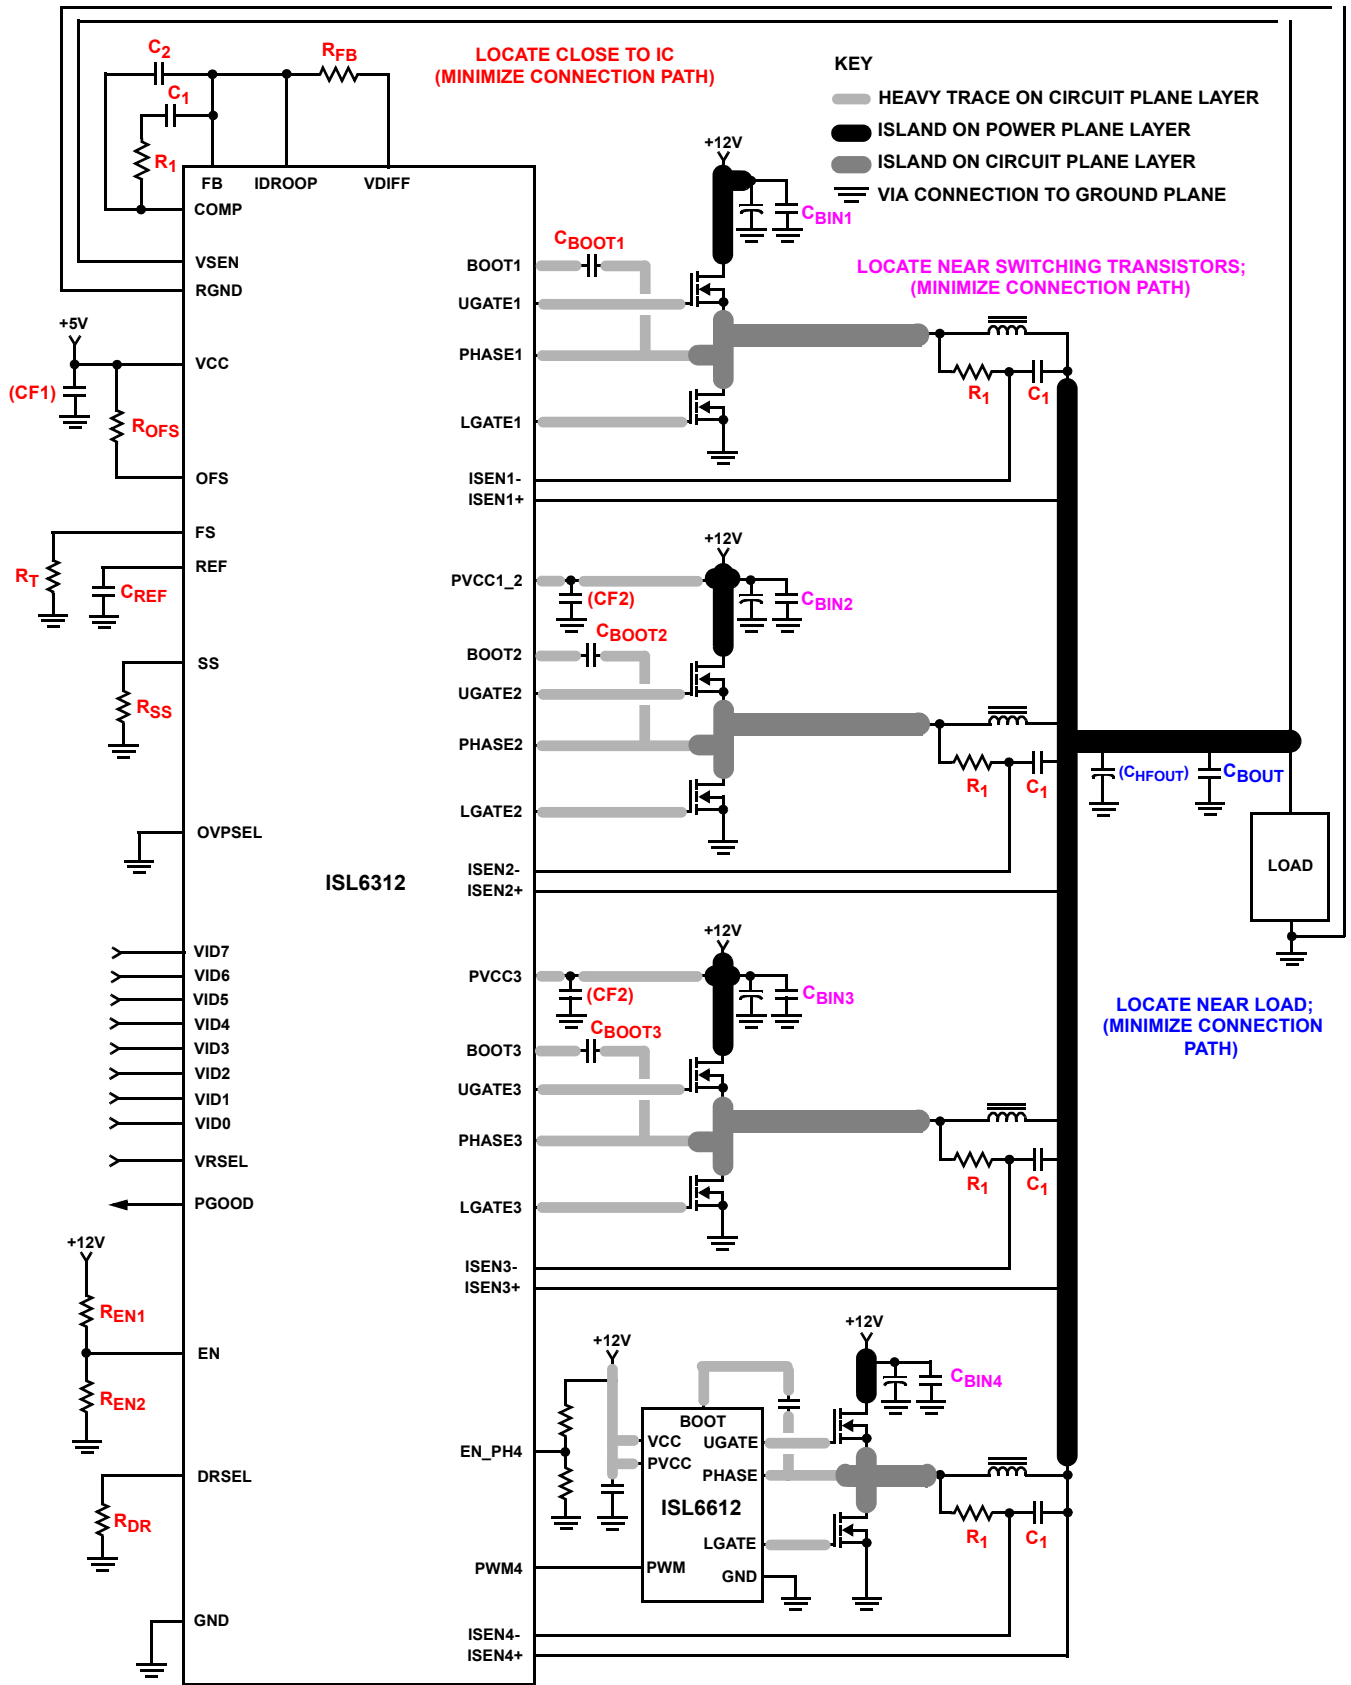 C2
RFB
LOCATE CLOSE TO IC
(MINIMIZE CONNECTION PATH)
C1
R1
FB
IDROOP
VDIFF
COMP
VSEN
RGND
+5V
VCC
(CF1)
ROFS
OFS
FS
RT
REF
CREF
SS
RSS
OVPSEL
ISL6312
VID7
VID6
VID5
VID4
VID3
VID2
VID1
VID0
VRSEL
PGOOD
+12V
REN1
EN
REN2
DRSEL
RDR
GND
KEY
HEAVY TRACE ON CIRCUIT PLANE LAYER
ISLAND ON POWER PLANE LAYER
ISLAND ON CIRCUIT PLANE LAYER
VIA CONNECTION TO GROUND PLANE
+12V
CBIN1
CBOOT1
BOOT1
LOCATE NEAR SWITCHING TRANSISTORS;
(MINIMIZE CONNECTION PATH)
UGATE1
PHASE1
R1
C1
LGATE1
ISEN1-
ISEN1+
+12V
PVCC1_2
(CF2)
CBIN2
CBOOT2
BOOT2
UGATE2
PHASE2
R1
C1
LGATE2
ISEN2-
ISEN2+
(CHFOUT)
CBOUT
LOAD
+12V
PVCC3
(CF2)
CBIN3
CBOOT3
BOOT3
UGATE3
PHASE3
R1
C1
LGATE3
ISEN3-
ISEN3+
LOCATE NEAR LOAD;
(MINIMIZE CONNECTION
PATH)
+12V
+12V
CBIN4
BOOT
EN_PH4
VCC
UGATE
PVCC
PHASE
ISL6612
R1
C1
LGATE
PWM4
PWM
GND
ISEN4-
ISEN4+